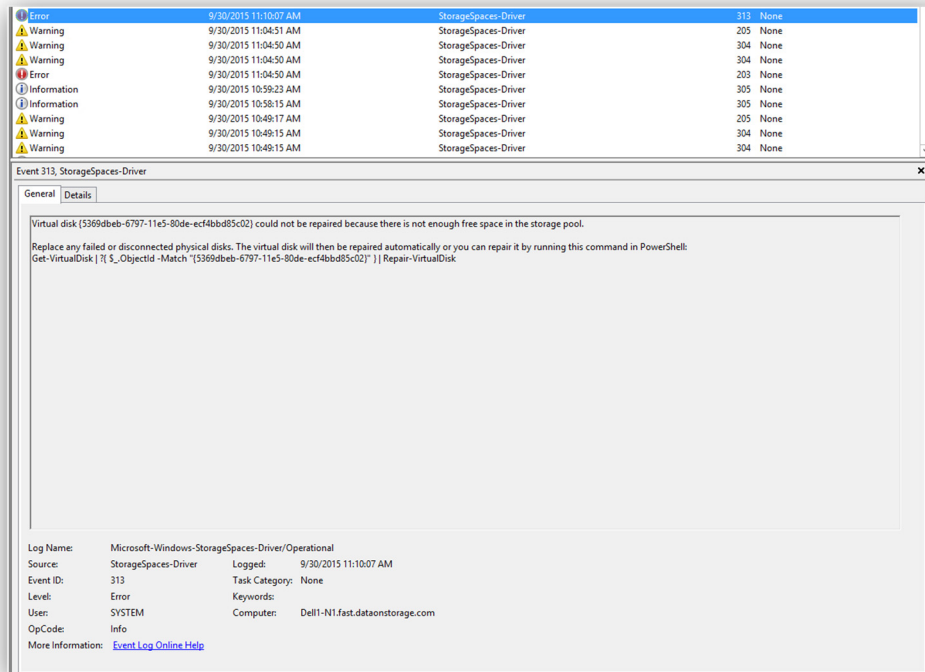 Error 9/30/2015 11:10:07 AM StorageSpaces-Driver 313 None
Warning 9/30/2015 11:04:51 AM StorageSpaces-Driver 205 None
Warning 9/30/2015 11:04:50 AM StorageSpaces-Driver 304 None
Warning 9/30/2015 11:04:50 AM StorageSpaces-Driver 304 None
Error 9/30/2015 11:04:50 AM StorageSpaces-Driver 203 None
Information 9/30/2015 10:59:23 AM StorageSpaces-Driver 305 None
Information 9/30/2015 10:58:15 AM StorageSpaces-Driver 305 None
Warning 9/30/2015 10:49:17 AM StorageSpaces-Driver 205 None
Warning 9/30/2015 10:49:15 AM StorageSpaces-Driver 304 None
Warning 9/30/2015 10:49:15 AM StorageSpaces-Driver 304 None
Event 313, StorageSpaces-Driver
General Details
Virtual disk {5369dbeb-6797-11e5-80de-ecf4bbd85c02} could not be repaired because there is not enough free space in the storage pool.
Replace any failed or disconnected physical disks. The virtual disk will then be repaired automatically or you can repair it by running this command in PowerShell:
Get-VirtualDisk | ?{ $_.ObjectId -Match "{5369dbeb-6797-11e5-80de-ecf4bbd85c02}" } | Repair-VirtualDisk
Log Name: Microsoft-Windows-StorageSpaces-Driver/Operational
Source: StorageSpaces-Driver Logged: 9/30/2015 11:10:07 AM
Event ID: 313 Task Category: None
Level: Error Keywords:
User: SYSTEM Computer: Dell1-N1.fast.dataonstorage.com
OpCode: Info
More Information: Event Log Online Help